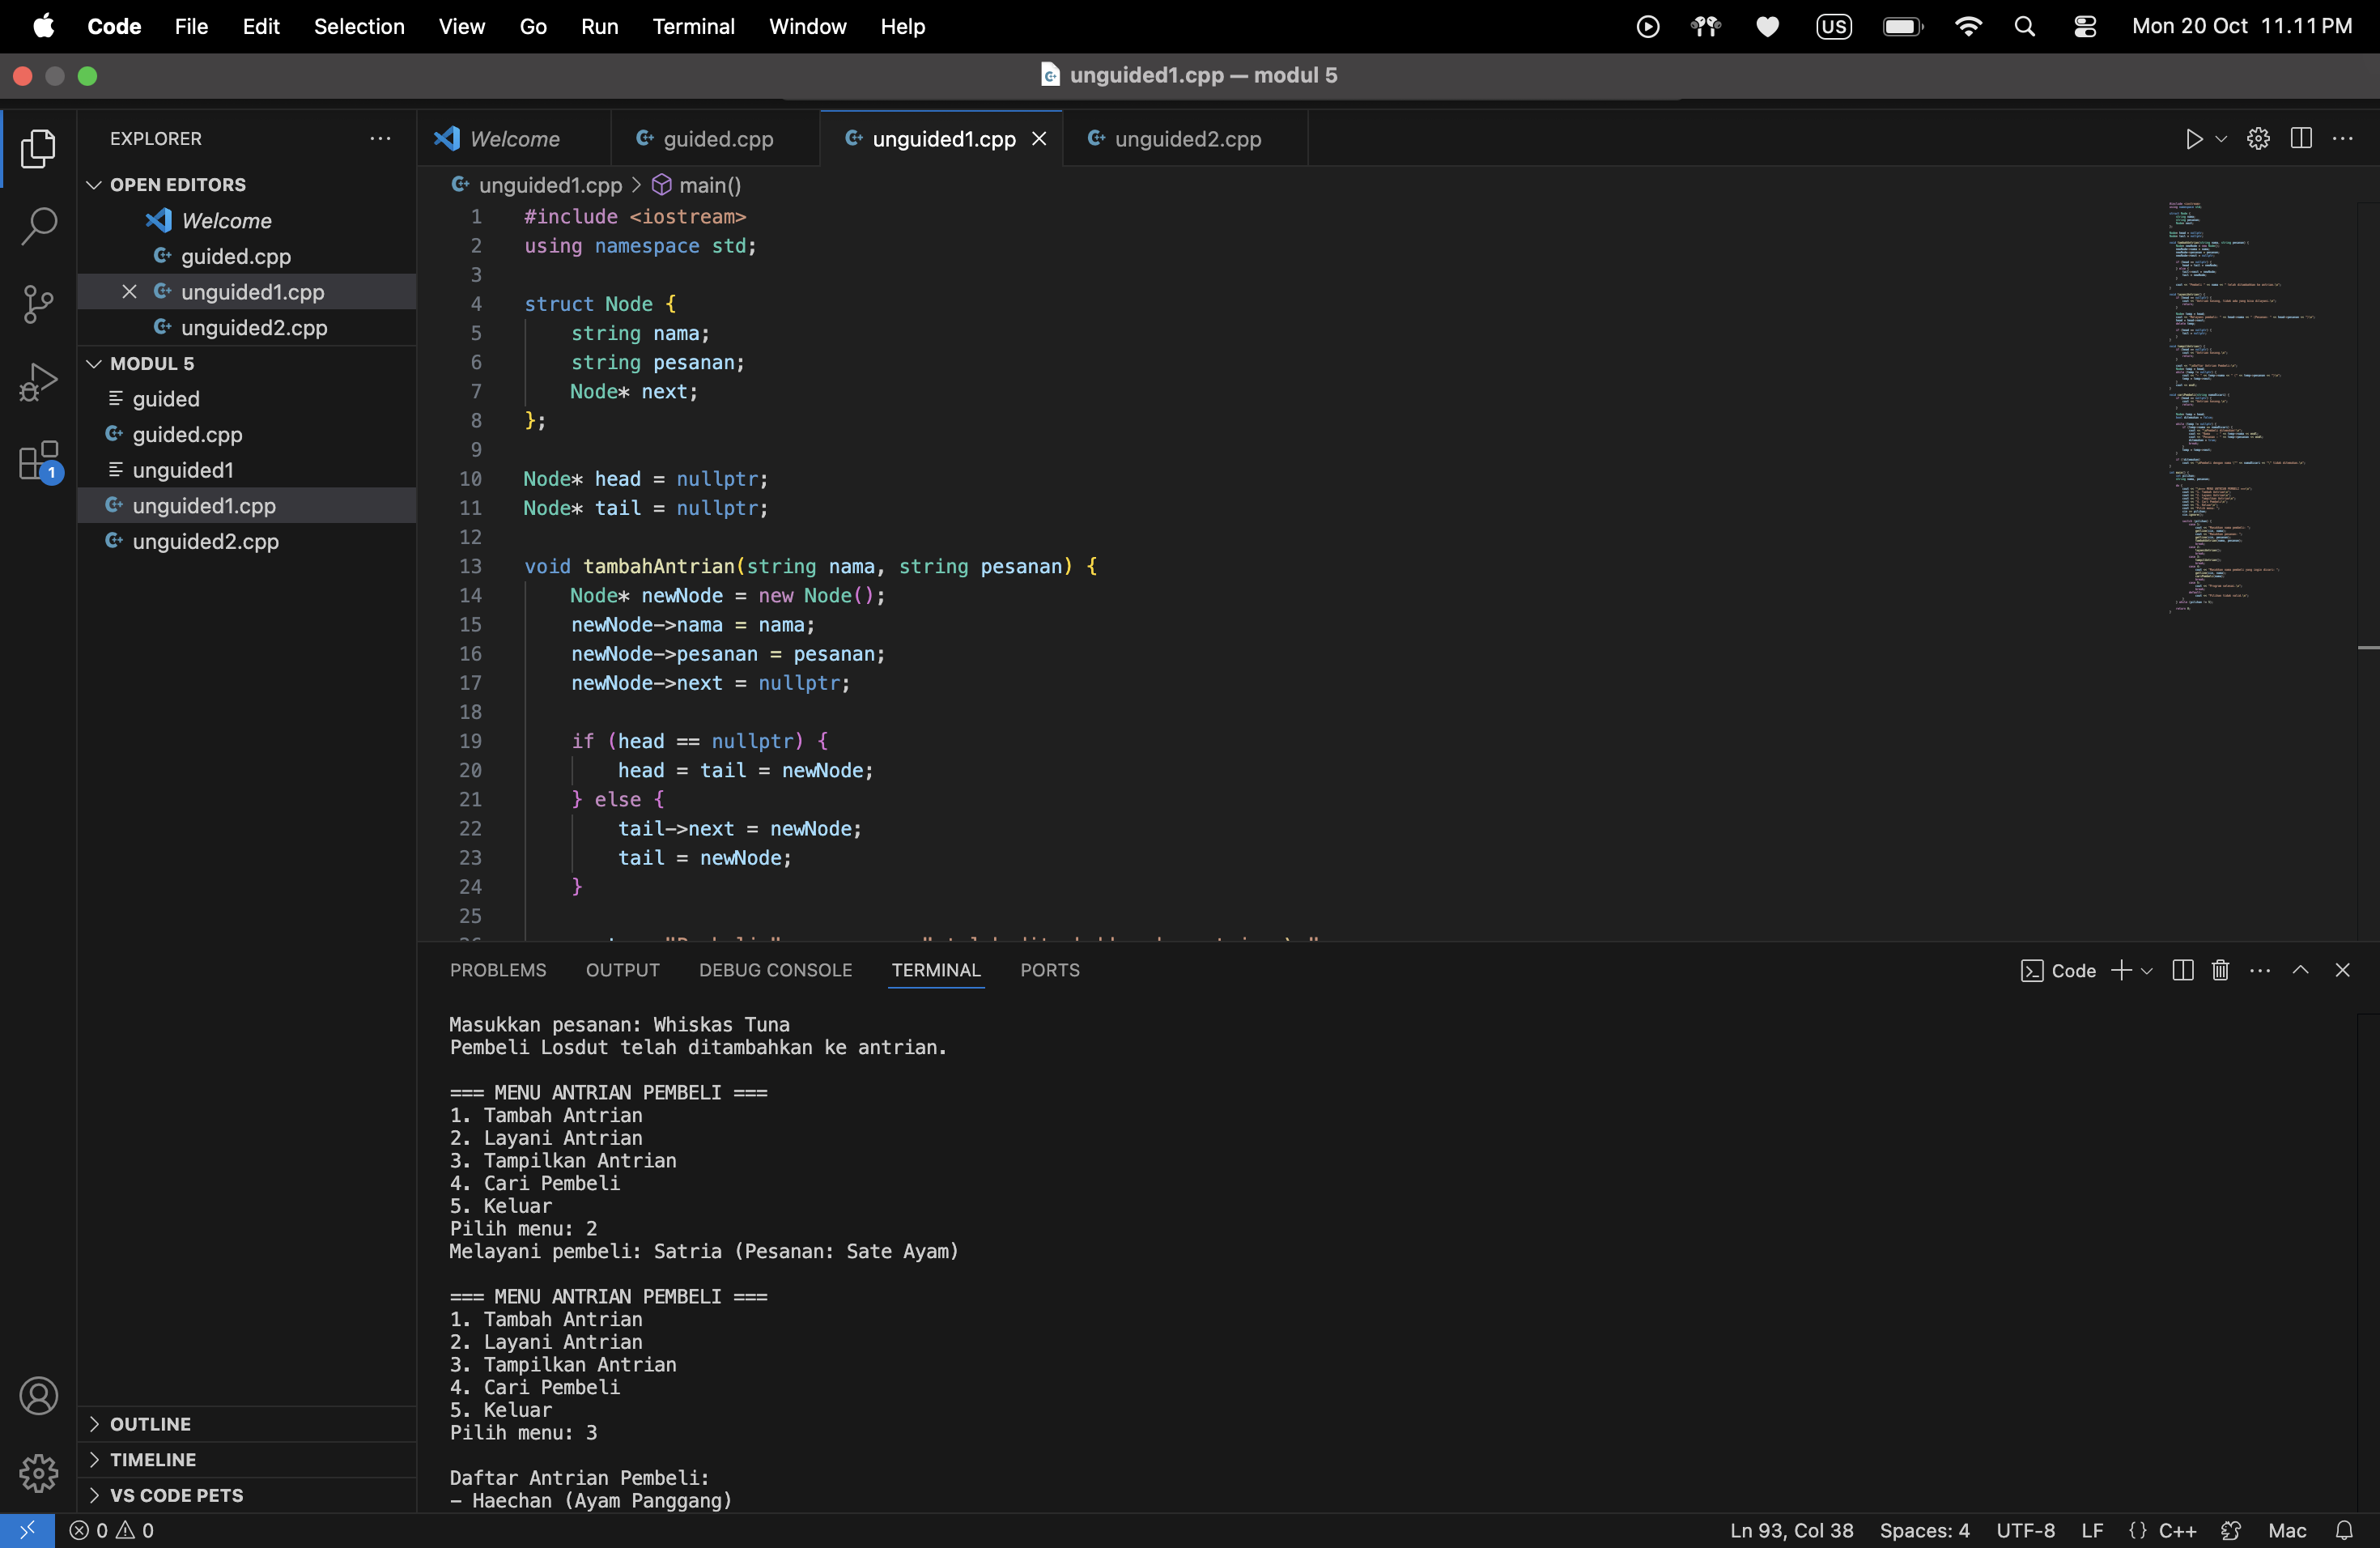 Code File Edit Selection View Go Run Terminal Window Help US Mon 20 Oct 11.11 PM
unguided1.cpp — modul 5
EXPLORER
OPEN EDITORS
Welcome
guided.cpp
unguided1.cpp
unguided2.cpp
MODUL 5
guided
guided.cpp
unguided1
unguided1.cpp
unguided2.cpp
1
OUTLINE
TIMELINE
VS CODE PETS
Welcome guided.cpp unguided1.cpp unguided2.cpp
unguided1.cpp > main()
1 #include <iostream>
2 using namespace std;
3
4 struct Node {
5 string nama;
6 string pesanan;
7 Node* next;
8 };
9
10 Node* head = nullptr;
11 Node* tail = nullptr;
12
13 void tambahAntrian(string nama, string pesanan) {
14 Node* newNode = new Node();
15 newNode->nama = nama;
16 newNode->pesanan = pesanan;
17 newNode->next = nullptr;
18
19 if (head == nullptr) {
20 head = tail = newNode;
21 } else {
22 tail->next = newNode;
23 tail = newNode;
24 }
25
PROBLEMS OUTPUT DEBUG CONSOLE TERMINAL PORTS Code
Masukkan pesanan: Whiskas Tuna
Pembeli Losdut telah ditambahkan ke antrian.
=== MENU ANTRIAN PEMBELI ===
1. Tambah Antrian
2. Layani Antrian
3. Tampilkan Antrian
4. Cari Pembeli
5. Keluar
Pilih menu: 2
Melayani pembeli: Satria (Pesanan: Sate Ayam)
=== MENU ANTRIAN PEMBELI ===
1. Tambah Antrian
2. Layani Antrian
3. Tampilkan Antrian
4. Cari Pembeli
5. Keluar
Pilih menu: 3
Daftar Antrian Pembeli:
- Haechan (Ayam Panggang)
0 0 Ln 93, Col 38 Spaces: 4 UTF-8 LF {} C++ Mac